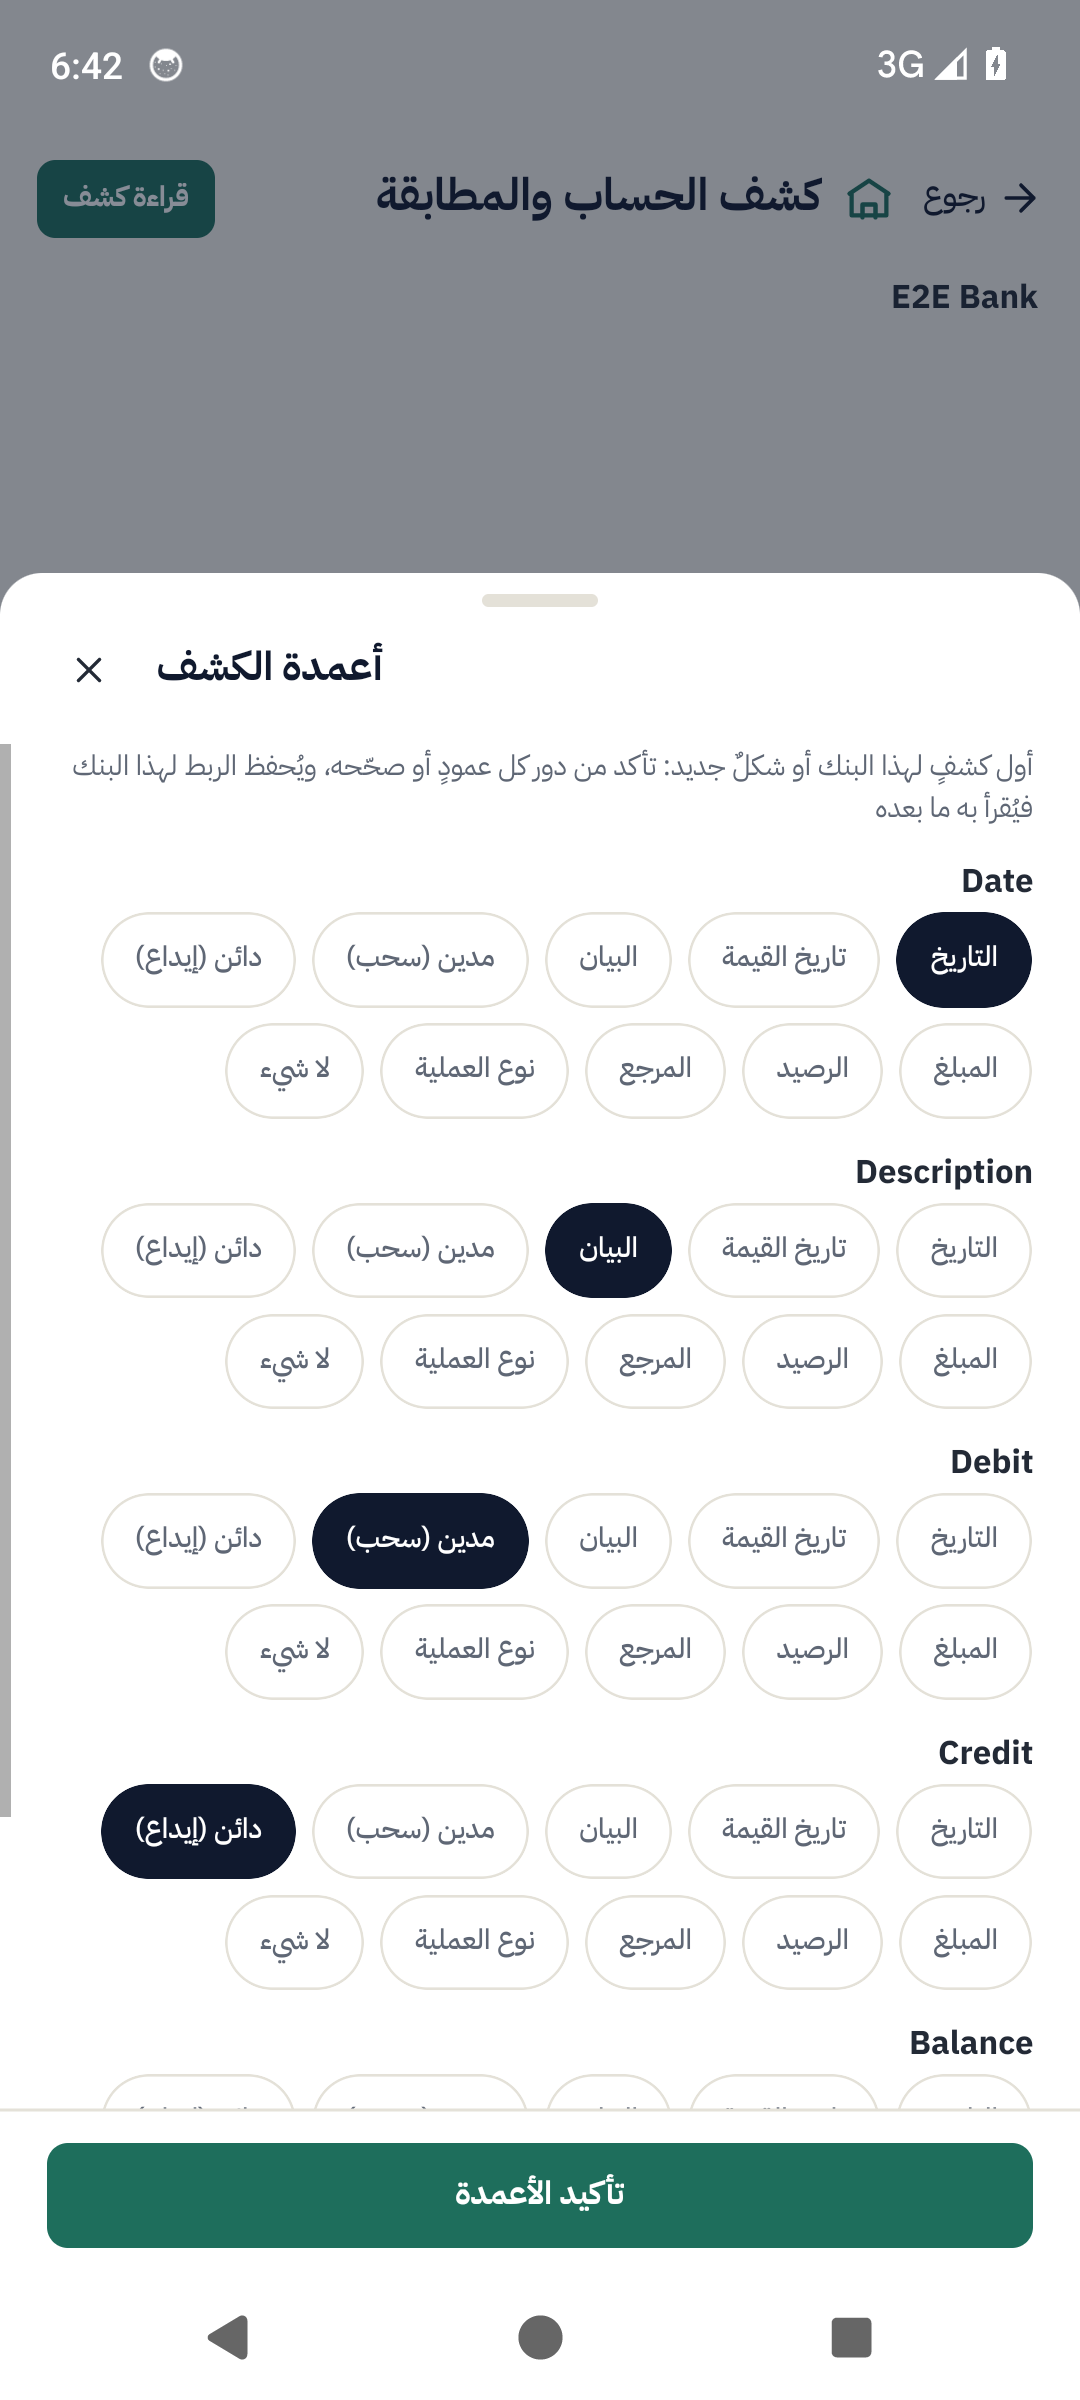 6:42 3G
رجوع كشف الحساب والمطابقة قراءة كشف
E2E Bank
أعمدة الكشف
أول كشفٍ لهذا البنك أو شكلٌ جديد: تأكد من دور كل عمودٍ أو صحّحه، ويُحفظ الربط لهذا البنك
فيُقرأ به ما بعده
Date
التاريخ تاريخ القيمة البيان مدين (سحب) دائن (إيداع)
المبلغ الرصيد المرجع نوع العملية لا شيء
Description
التاريخ تاريخ القيمة البيان مدين (سحب) دائن (إيداع)
المبلغ الرصيد المرجع نوع العملية لا شيء
Debit
التاريخ تاريخ القيمة البيان مدين (سحب) دائن (إيداع)
المبلغ الرصيد المرجع نوع العملية لا شيء
Credit
التاريخ تاريخ القيمة البيان مدين (سحب) دائن (إيداع)
المبلغ الرصيد المرجع نوع العملية لا شيء
Balance
تأكيد الأعمدة